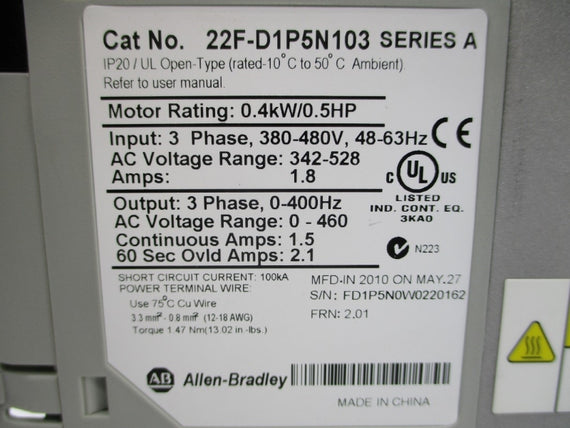 Cat No. 22F-D1P5N103 SERIES A
IP20 / UL Open-Type (rated-10°C to 50°C Ambient)
Refer to user manual.
Motor Rating: 0.4kW/0.5HP
Input: 3 Phase, 380-480V, 48-63Hz CE
AC Voltage Range: 342-528
Amps: 1.8
C UL US
LISTED
IND. CONT. EQ.
3KA0
Output: 3 Phase, 0-400Hz
AC Voltage Range: 0 - 460
Continuous Amps: 1.5
60 Sec Ovld Amps: 2.1
N223
SHORT CIRCUIT CURRENT: 100kA
POWER TERMINAL WIRE:
Use 75°C Cu Wire
3.3 mm² - 0.8 mm² (12-18 AWG)
Torque 1.47 Nm(13.02 in.-lbs.)
MFD-IN 2010 ON MAY.27
S/N: FD1P5N0W0220162
FRN: 2.01
AB Allen-Bradley
MADE IN CHINA